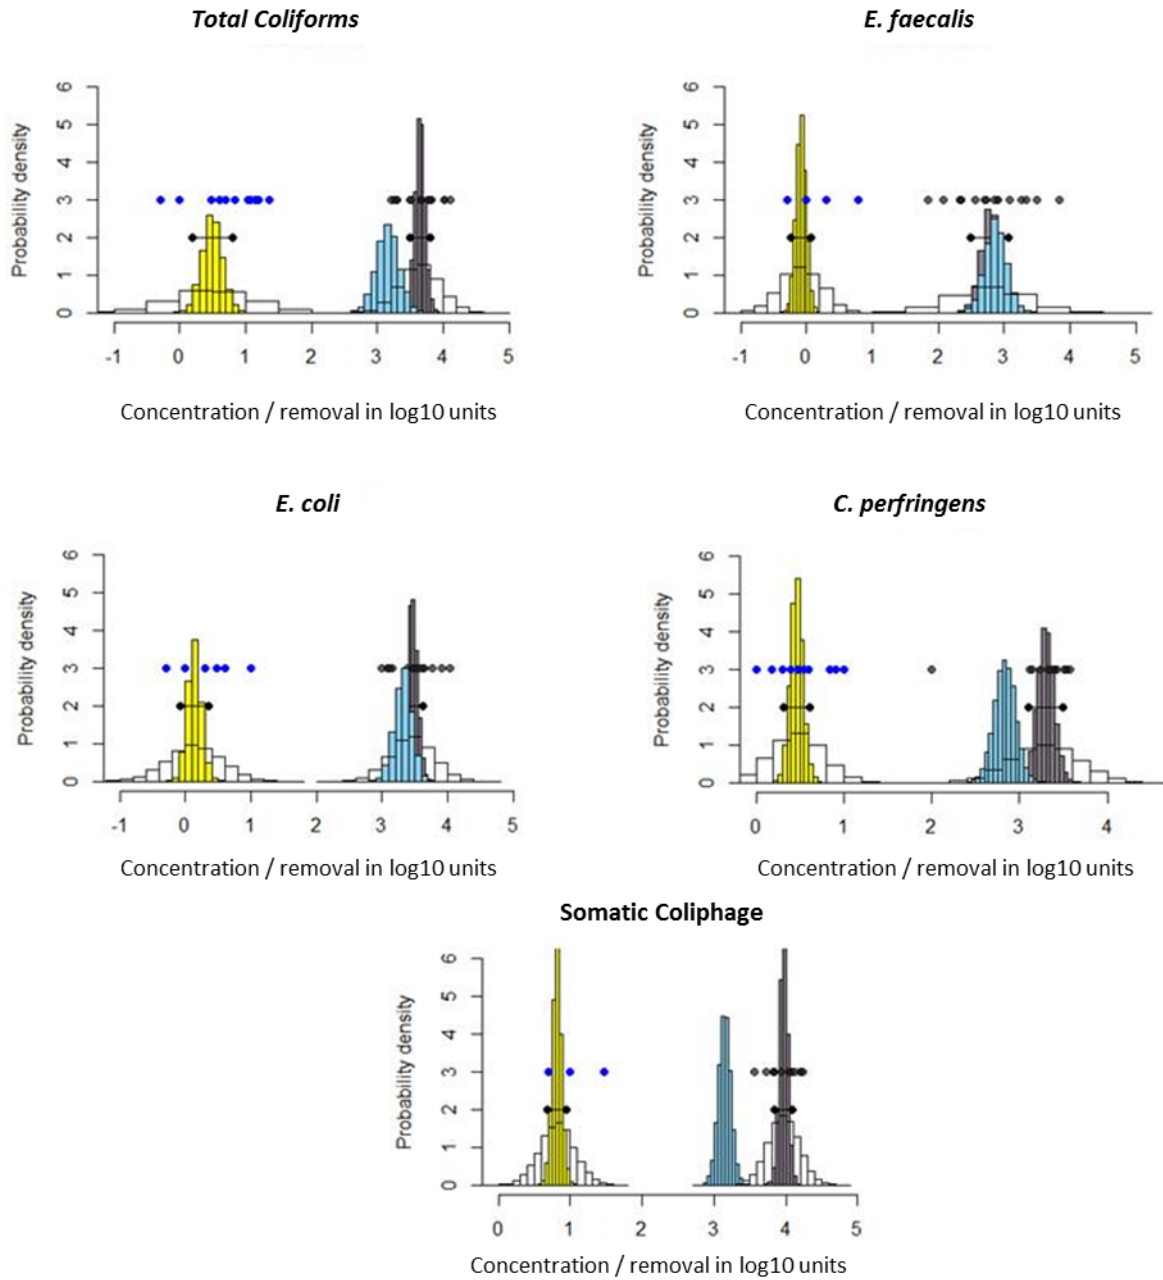 Total Coliforms
E. faecalis
Probability density
6
5
4
3
2
1
0
-1 0 1 2 3 4 5
Concentration / removal in log10 units
Probability density
6
5
4
3
2
1
0
-1 0 1 2 3 4 5
Concentration / removal in log10 units
E. coli
C. perfringens
Probability density
6
5
4
3
2
1
0
-1 0 1 2 3 4 5
Concentration / removal in log10 units
Probability density
6
5
4
3
2
1
0
0 1 2 3 4
Concentration / removal in log10 units
Somatic Coliphage
Probability density
6
5
4
3
2
1
0
0 1 2 3 4 5
Concentration / removal in log10 units